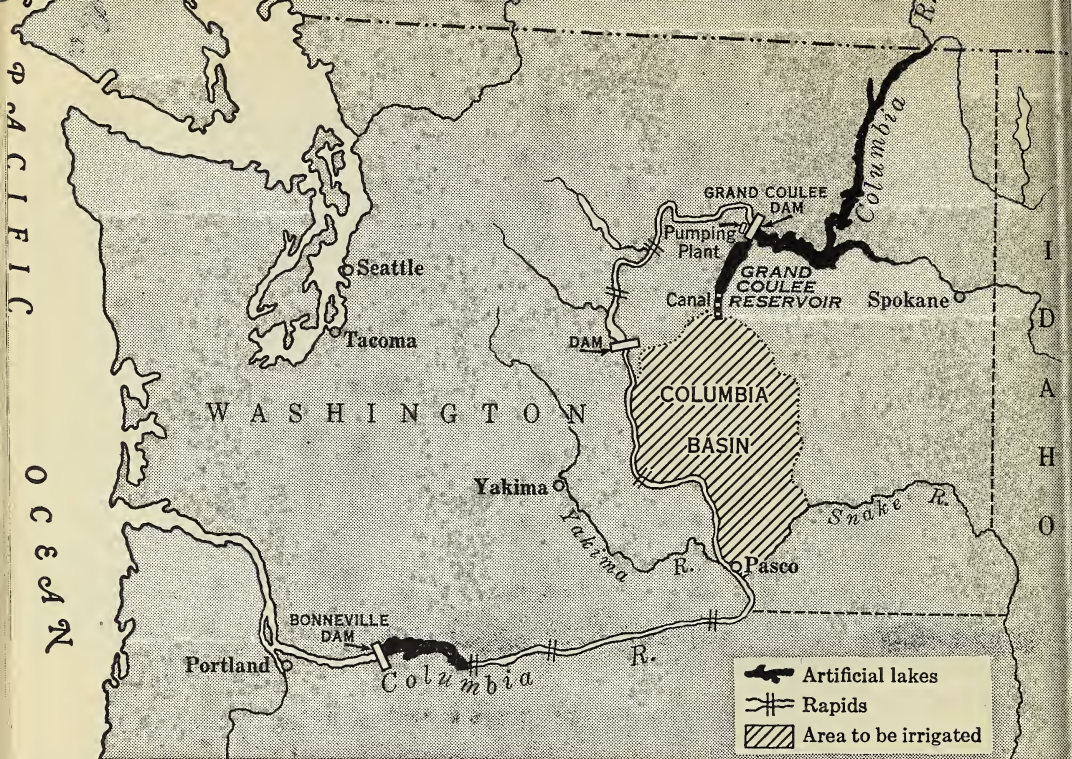 PACIFIC
OCEAN
R.
Columbia
GRAND COULEE
DAM
Pumping
Plant
GRAND
COULEE
RESERVOIR
Canal
Spokane
Seattle
Tacoma
DAM
WASHINGTON
COLUMBIA
BASIN
IDAHO
Yakima
Yakima R.
Snake R.
Pasco
BONNEVILLE
DAM
Portland
Columbia R.
Artificial lakes
Rapids
Area to be irrigated